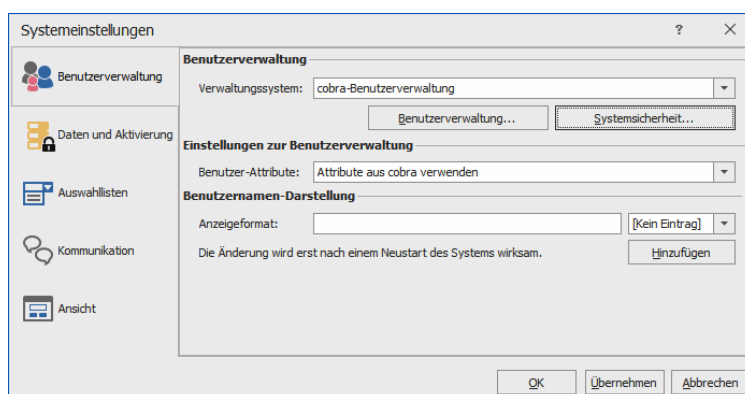 Systemeinstellungen
?
Benutzerverwaltung
Daten und Aktivierung
Auswahllisten
Kommunikation
Ansicht
Benutzerverwaltung
Verwaltungssystem: cobra-Benutzerverwaltung
Benutzerverwaltung... Systemsicherheit...
Einstellungen zur Benutzerverwaltung
Benutzer-Attribute: Attribute aus cobra verwenden
Benutzernamen-Darstellung
Anzeigeformat: [Kein Eintrag]
Die Änderung wird erst nach einem Neustart des Systems wirksam. Hinzufügen
OK Übernehmen Abbrechen